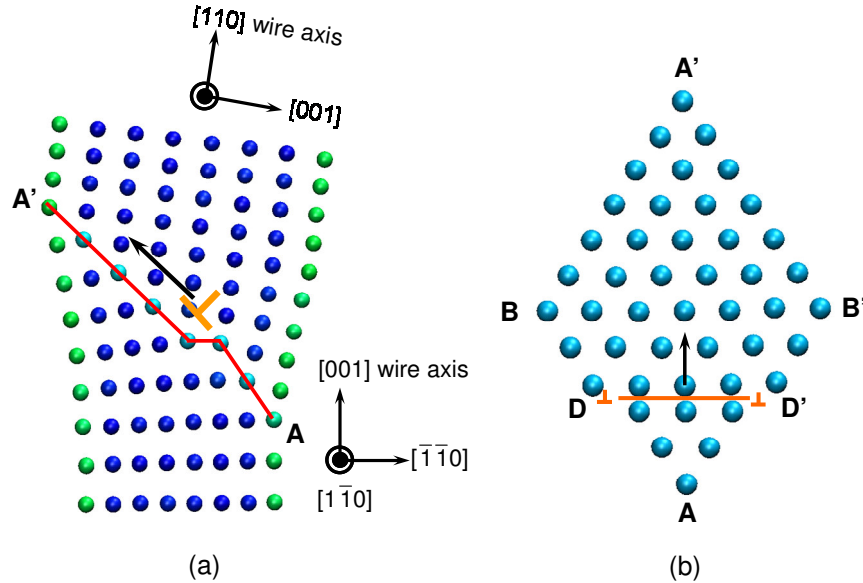 [110] wire axis
[001]
A’
A
[001] wire axis
[1̅1̅0]
[11̅0]
(a)
A’
B
B’
D
D’
A
(b)